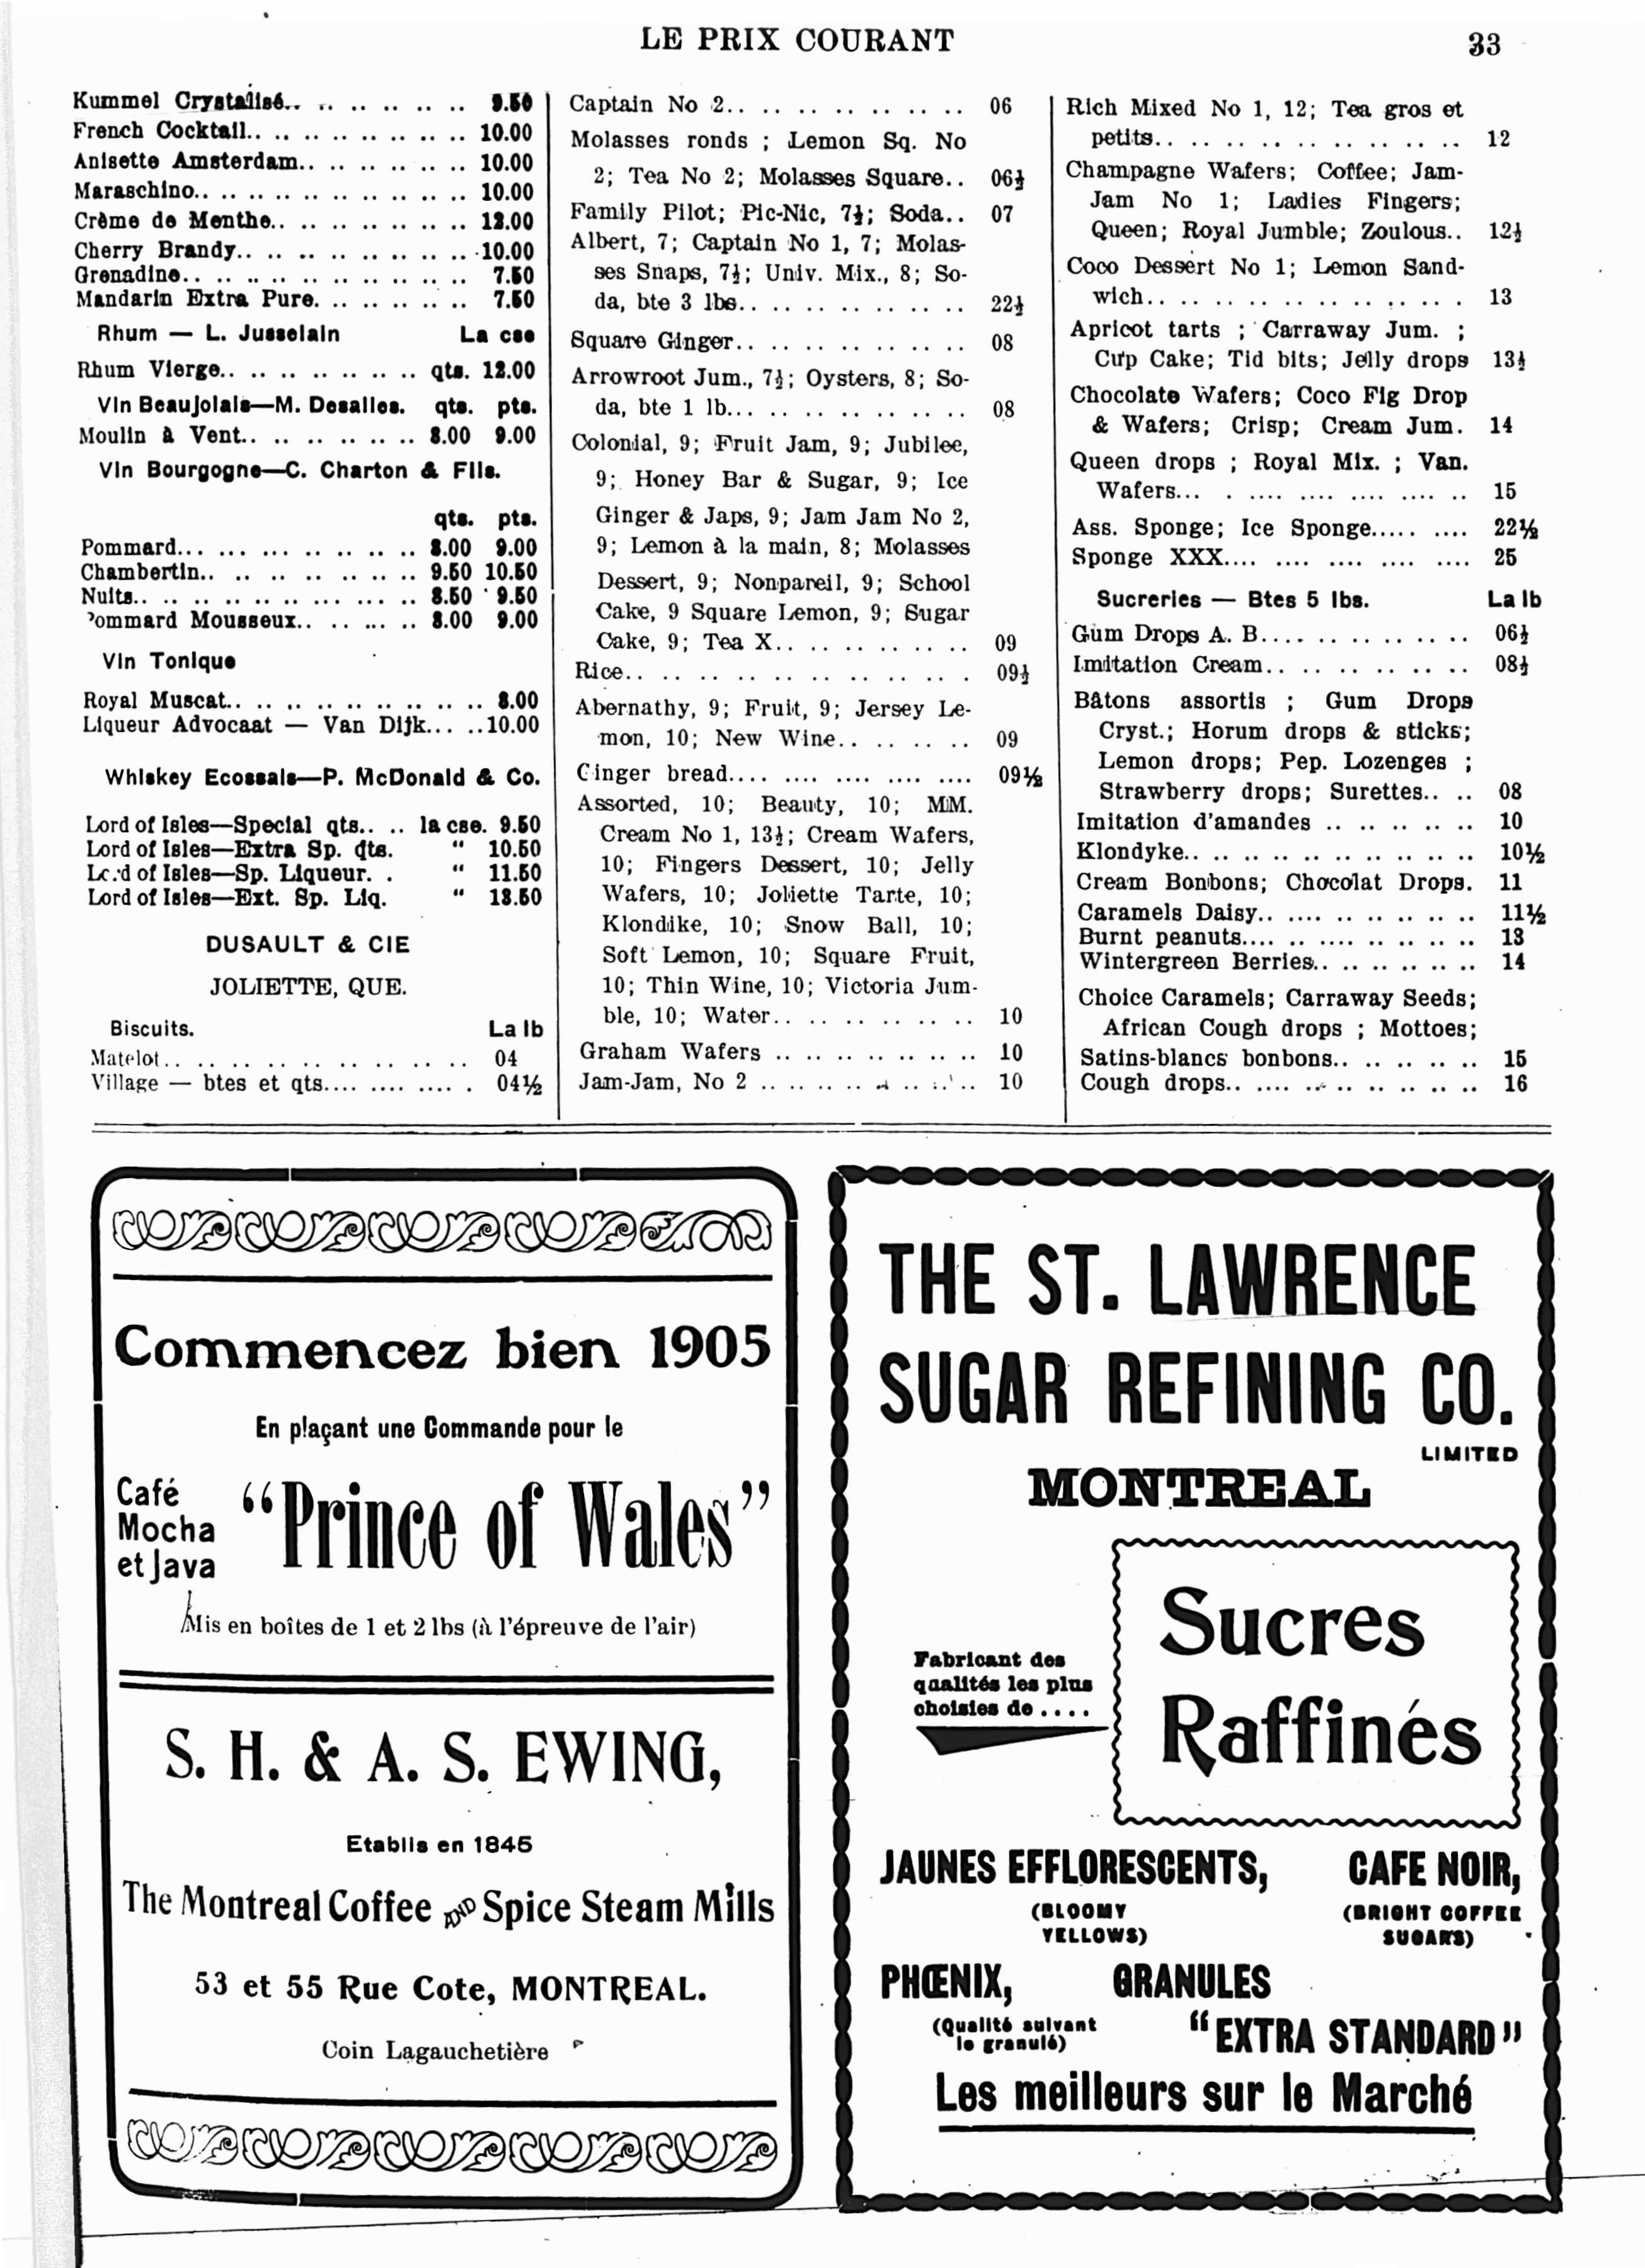 LE PRIX COURANT 33
Kummel Crystalisé.. .. .. .. .. .. 9.50
French Cocktail.. .. .. .. .. .. .. .. 10.00
Anisette Amsterdam.. .. .. .. .. .. 10.00
Maraschino.. .. .. .. .. .. .. .. .. .. 10.00
Crème de Menthe.. .. .. .. .. .. .. 12.00
Cherry Brandy.. .. .. .. .. .. .. .. 10.00
Grenadine.. .. .. .. .. .. .. .. .. .. 7.50
Mandarin Extra Pure. .. .. .. .. .. 7.50
Rhum — L. Jusselain La cse
Rhum Vierge.. .. .. .. .. .. .. qts. 12.00
Vin Beaujolais—M. Desalles. qts. pts.
Moulin à Vent.. .. .. .. .. .. .. 8.00 9.00
Vin Bourgogne—C. Charton & Fils.
qts. pts.
Pommard... ... ... .. .. .. .. .. 8.00 9.00
Chambertin.. .. .. .. .. .. .. .. 9.50 10.50
Nuits.. .. .. .. .. .. ... ... .. .. 8.50 9.50
Pommard Mousseux.. .. .. ... .. 8.00 9.00
Vin Tonique
Royal Muscat.. .. .. .. .. .. .. .. .. 8.00
Liqueur Advocaat — Van Dijk... ..10.00
Whiskey Ecossais—P. McDonald & Co.
Lord of Isles—Special qts.. .. la cse. 9.50
Lord of Isles—Extra Sp. qts. " 10.50
Lord of Isles—Sp. Liqueur. . " 11.50
Lord of Isles—Ext. Sp. Liq. " 13.50
DUSAULT & CIE
JOLIETTE, QUE.
Biscuits. La lb
Matelot.. .. .. .. .. .. .. .. .. .. .. 04
Village — btes et qts.... .... .... . 04½
Captain No 2.. .. .. .. .. .. .. .. 06
Molasses ronds ; Lemon Sq. No
2; Tea No 2; Molasses Square.. 06½
Family Pilot; Pic-Nic, 7½; Soda.. 07
Albert, 7; Captain No 1, 7; Molas-
ses Snaps, 7½; Univ. Mix., 8; So-
da, bte 3 lbs.. .. .. .. .. .. .. .. 22½
Square Ginger.. .. .. .. .. .. .. .. 08
Arrowroot Jum., 7½; Oysters, 8; So-
da, bte 1 lb... .. .. .. .. .. .. .. 08
Colonial, 9; Fruit Jam, 9; Jubilee,
9; Honey Bar & Sugar, 9; Ice
Ginger & Japs, 9; Jam Jam No 2,
9; Lemon à la main, 8; Molasses
Dessert, 9; Nonpareil, 9; School
Cake, 9 Square Lemon, 9; Sugar
Cake, 9; Tea X.. .. .. .. .. .. .. 09
Rice.. .. .. .. .. .. .. .. .. .. .. .. 09½
Abernathy, 9; Fruit, 9; Jersey Le-
mon, 10; New Wine.. .. .. .. .. 09
Ginger bread.... .... .... .... .... 09½
Assorted, 10; Beauty, 10; MM.
Cream No 1, 13½; Cream Wafers,
10; Fingers Dessert, 10; Jelly
Wafers, 10; Joliette Tarte, 10;
Klondike, 10; Snow Ball, 10;
Soft Lemon, 10; Square Fruit,
10; Thin Wine, 10; Victoria Jum-
ble, 10; Water.. .. .. .. .. .. .. 10
Graham Wafers .. .. .. .. .. .. .. 10
Jam-Jam, No 2 .. .. .. .. .. .. .. 10
Rich Mixed No 1, 12; Tea gros et
petits.. .. .. .. .. .. .. .. .. .. .. 12
Champagne Wafers; Coffee; Jam-
Jam No 1; Ladies Fingers;
Queen; Royal Jumble; Zoulous.. 12½
Coco Dessert No 1; Lemon Sand-
wich.. .. .. .. .. .. .. .. .. .. .. 13
Apricot tarts ; Carraway Jum. ;
Cup Cake; Tid bits; Jelly drops 13½
Chocolate Wafers; Coco Fig Drop
& Wafers; Crisp; Cream Jum. 14
Queen drops ; Royal Mix. ; Van.
Wafers... . .... .... .... .... .. 15
Ass. Sponge; Ice Sponge..... .... 22½
Sponge XXX.... .... .... .... .... 25
Sucreries — Btes 5 lbs. La lb
Gum Drops A. B.. .. .. .. .. .. .. 06½
Imitation Cream.. .. .. .. .. .. .. 08½
Bâtons assortis ; Gum Drops
Cryst.; Horum drops & sticks;
Lemon drops; Pep. Lozenges ;
Strawberry drops; Surettes.. .. 08
Imitation d'amandes .. .. .. .. .. 10
Klondyke.. .. .. .. .. .. .. .. .. .. 10½
Cream Bonbons; Chocolat Drops. 11
Caramels Daisy.. .... .. .. .. .. .. 11½
Burnt peanuts.... .. .... .. .. .. .. 13
Wintergreen Berries.. .. .. .. .. .. 14
Choice Caramels; Carraway Seeds;
African Cough drops ; Mottoes;
Satins-blancs bonbons.. .. .. .. .. 15
Cough drops.. .... .. .. .. .. .. .. 16
Commencez bien 1905
En plaçant une Commande pour le
Café
Mocha
et Java
"Prince of Wales"
Mis en boîtes de 1 et 2 lbs (à l'épreuve de l'air)
S. H. & A. S. EWING,
Etablis en 1845
The Montreal Coffee AND Spice Steam Mills
53 et 55 Rue Cote, MONTREAL.
Coin Lagauchetière
THE ST. LAWRENCE
SUGAR REFINING CO.
LIMITED
MONTREAL
Fabricant des
qualités les plus
choisies de ....
Sucres
Raffinés
JAUNES EFFLORESCENTS, CAFE NOIR,
(BLOOMY
YELLOWS)
(BRIGHT COFFEE
SUGARS)
PHŒNIX, GRANULES
(Qualité suivant
le granulé)
"EXTRA STANDARD"
Les meilleurs sur le Marché